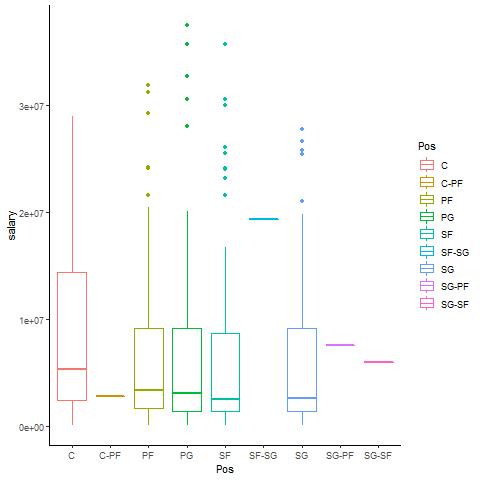 3e+07
2e+07
1e+07
0e+00
salary
C C-PF PF PG SF SF-SG SG SG-PF SG-SF
Pos
Pos
C
C-PF
PF
PG
SF
SF-SG
SG
SG-PF
SG-SF